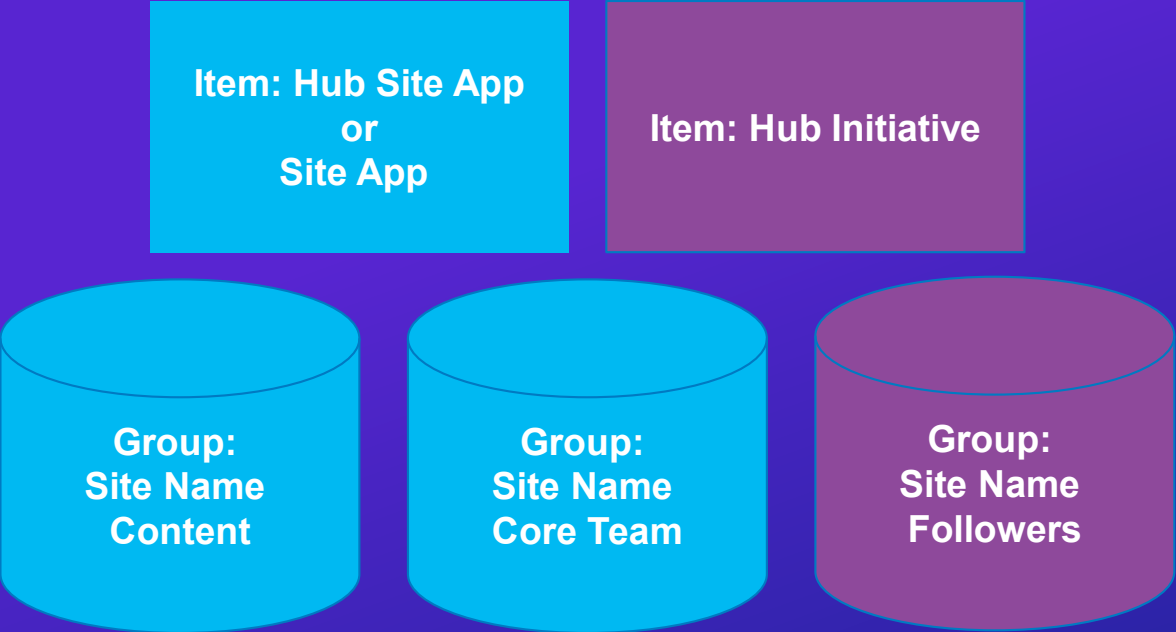 Item: Hub Site App
or
Site App
Item: Hub Initiative
Group:
Site Name
Content
Group:
Site Name
Core Team
Group:
Site Name
Followers